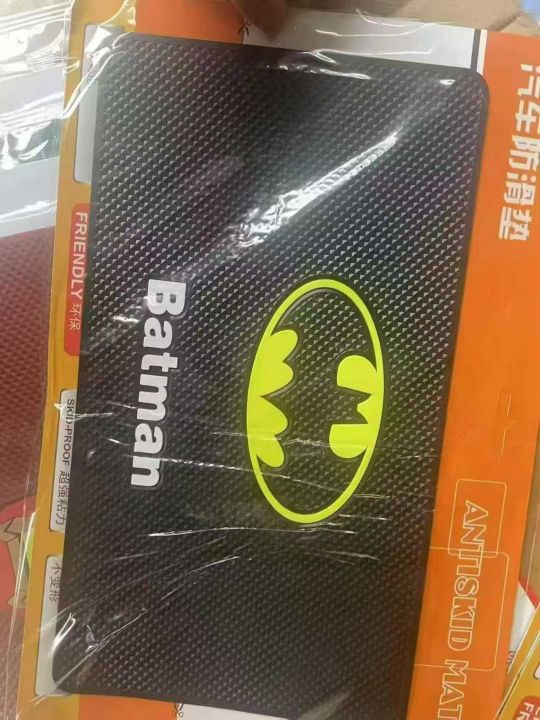 汽车防滑垫
ANTISKID MAT
Batman
FRIENDLY 环保
SKID-PROOF 超强粘力
不变形